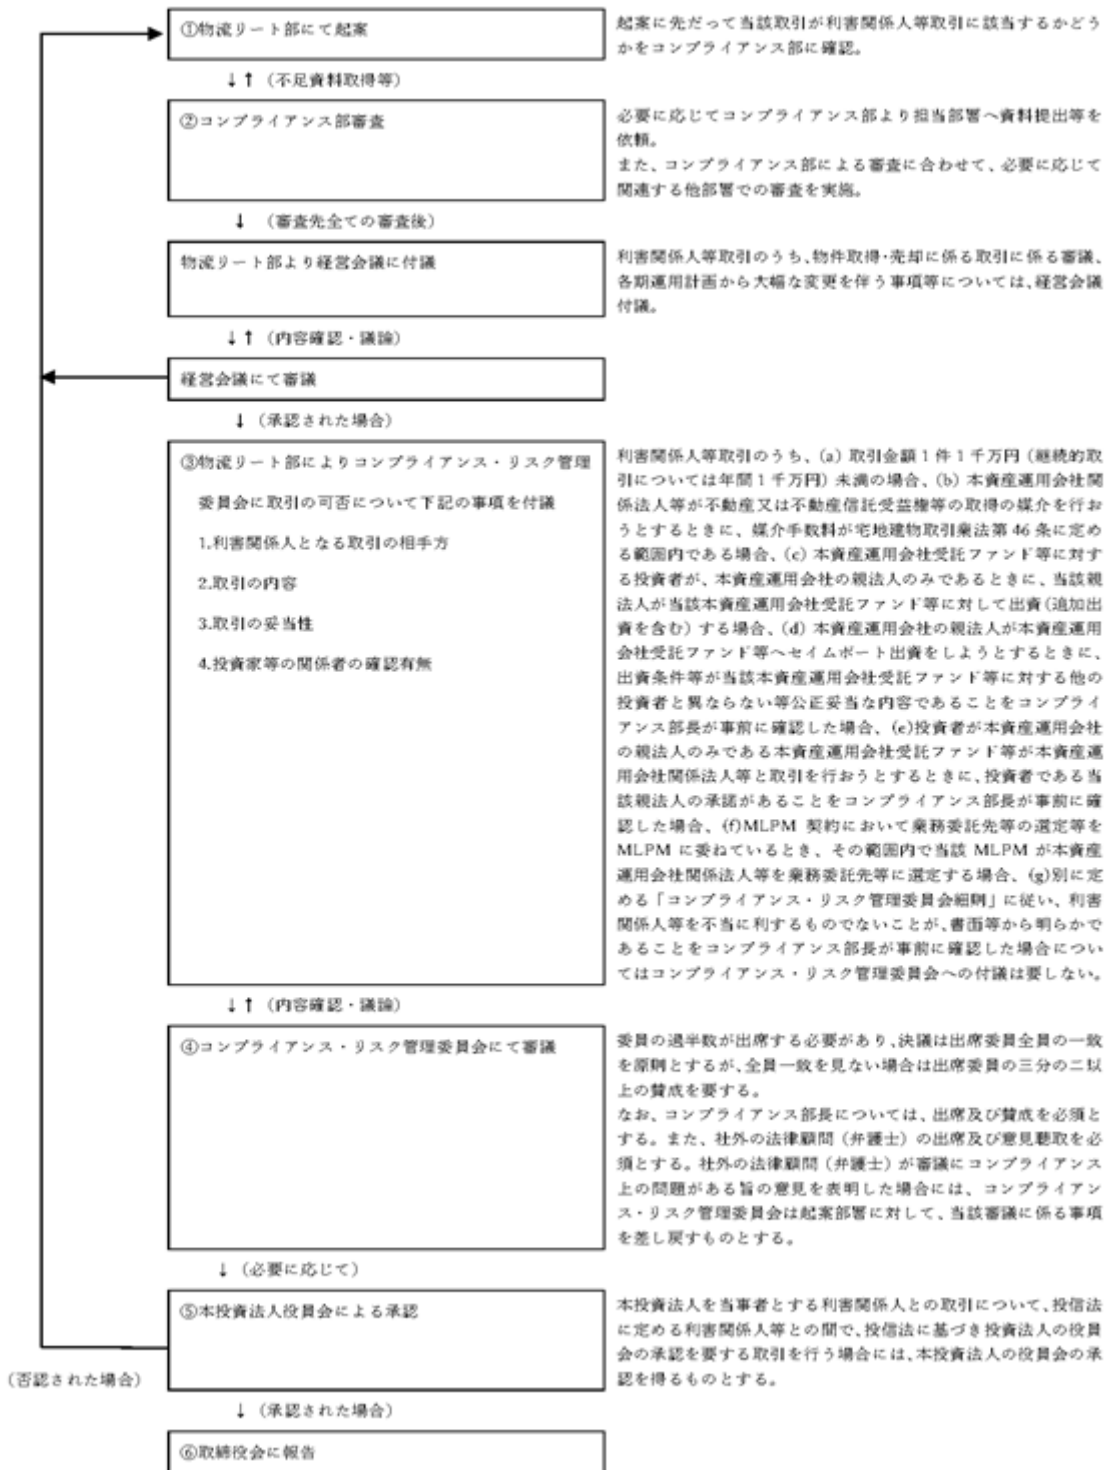 ①物流リート部にて起案
起案に先だって当該取引が利害関係人等取引に該当するかどう
かをコンプライアンス部に確認。
↓↑（不足資料取得等）
②コンプライアンス部審査
必要に応じてコンプライアンス部より担当部署へ資料提出等を
依頼。
また、コンプライアンス部による審査に合わせて、必要に応じて
関連する他部署での審査を実施。
↓（審査先全ての審査後）
物流リート部より経営会議に付議
利害関係人等取引のうち、物件取得・売却に係る取引に係る審議、
各期運用計画から大幅な変更を伴う事項等については、経営会議
付議。
↓↑（内容確認・議論）
経営会議にて審議
↓（承認された場合）
③物流リート部によりコンプライアンス・リスク管理
委員会に取引の可否について下記の事項を付議
1.利害関係人となる取引の相手方
2.取引の内容
3.取引の妥当性
4.投資家等の関係者の確認有無
利害関係人等取引のうち、(a) 取引金額 1 件 1 千万円（継続的取
引については年間 1 千万円）未満の場合、(b) 本資産運用会社関
係法人等が不動産又は不動産信託受益権等の取得の媒介を行お
うとするときに、媒介手数料が宅地建物取引業法第 46 条に定め
る範囲内である場合、(c) 本資産運用会社受託ファンド等に対す
る投資者が、本資産運用会社の親法人のみであるときに、当該親
法人が当該本資産運用会社受託ファンド等に対して出資（追加出
資を含む）する場合、(d) 本資産運用会社の親法人が本資産運用
会社受託ファンド等へセイムボート出資をしようとするときに、
出資条件等が当該本資産運用会社受託ファンド等に対する他の
投資者と異ならない等公正妥当な内容であることをコンプライ
アンス部長が事前に確認した場合、(e)投資者が本資産運用会社
の親法人のみである本資産運用会社受託ファンド等が本資産運
用会社関係法人等と取引を行おうとするときに、投資者である当
該親法人の承諾があることをコンプライアンス部長が事前に確
認した場合、(f)MLPM 契約において業務委託先等の選定等を
MLPM に委ねているとき、その範囲内で当該 MLPM が本資産
運用会社関係法人等を業務委託先等に選定する場合、(g)別に定
める「コンプライアンス・リスク管理委員会細則」に従い、利害
関係人等を不当に利するものでないことが、書面等から明らかで
あることをコンプライアンス部長が事前に確認した場合につい
てはコンプライアンス・リスク管理委員会への付議は要しない。
↓↑（内容確認・議論）
④コンプライアンス・リスク管理委員会にて審議
委員の過半数が出席する必要があり、決議は出席委員全員の一致
を原則とするが、全員一致を見ない場合は出席委員の三分の二以
上の賛成を要する。
なお、コンプライアンス部長については、出席及び賛成を必須と
する。また、社外の法律顧問（弁護士）の出席及び意見聴取を必
須とする。社外の法律顧問（弁護士）が審議にコンプライアンス
上の問題がある旨の意見を表明した場合には、コンプライアン
ス・リスク管理委員会は起案部署に対して、当該審議に係る事項
を差し戻すものとする。
↓（必要に応じて）
⑤本投資法人役員会による承認
本投資法人を当事者とする利害関係人との取引について、投信法
に定める利害関係人等との間で、投信法に基づき投資法人の役員
会の承認を要する取引を行う場合には、本投資法人の役員会の承
認を得るものとする。
（否認された場合）
↓（承認された場合）
⑥取締役会に報告